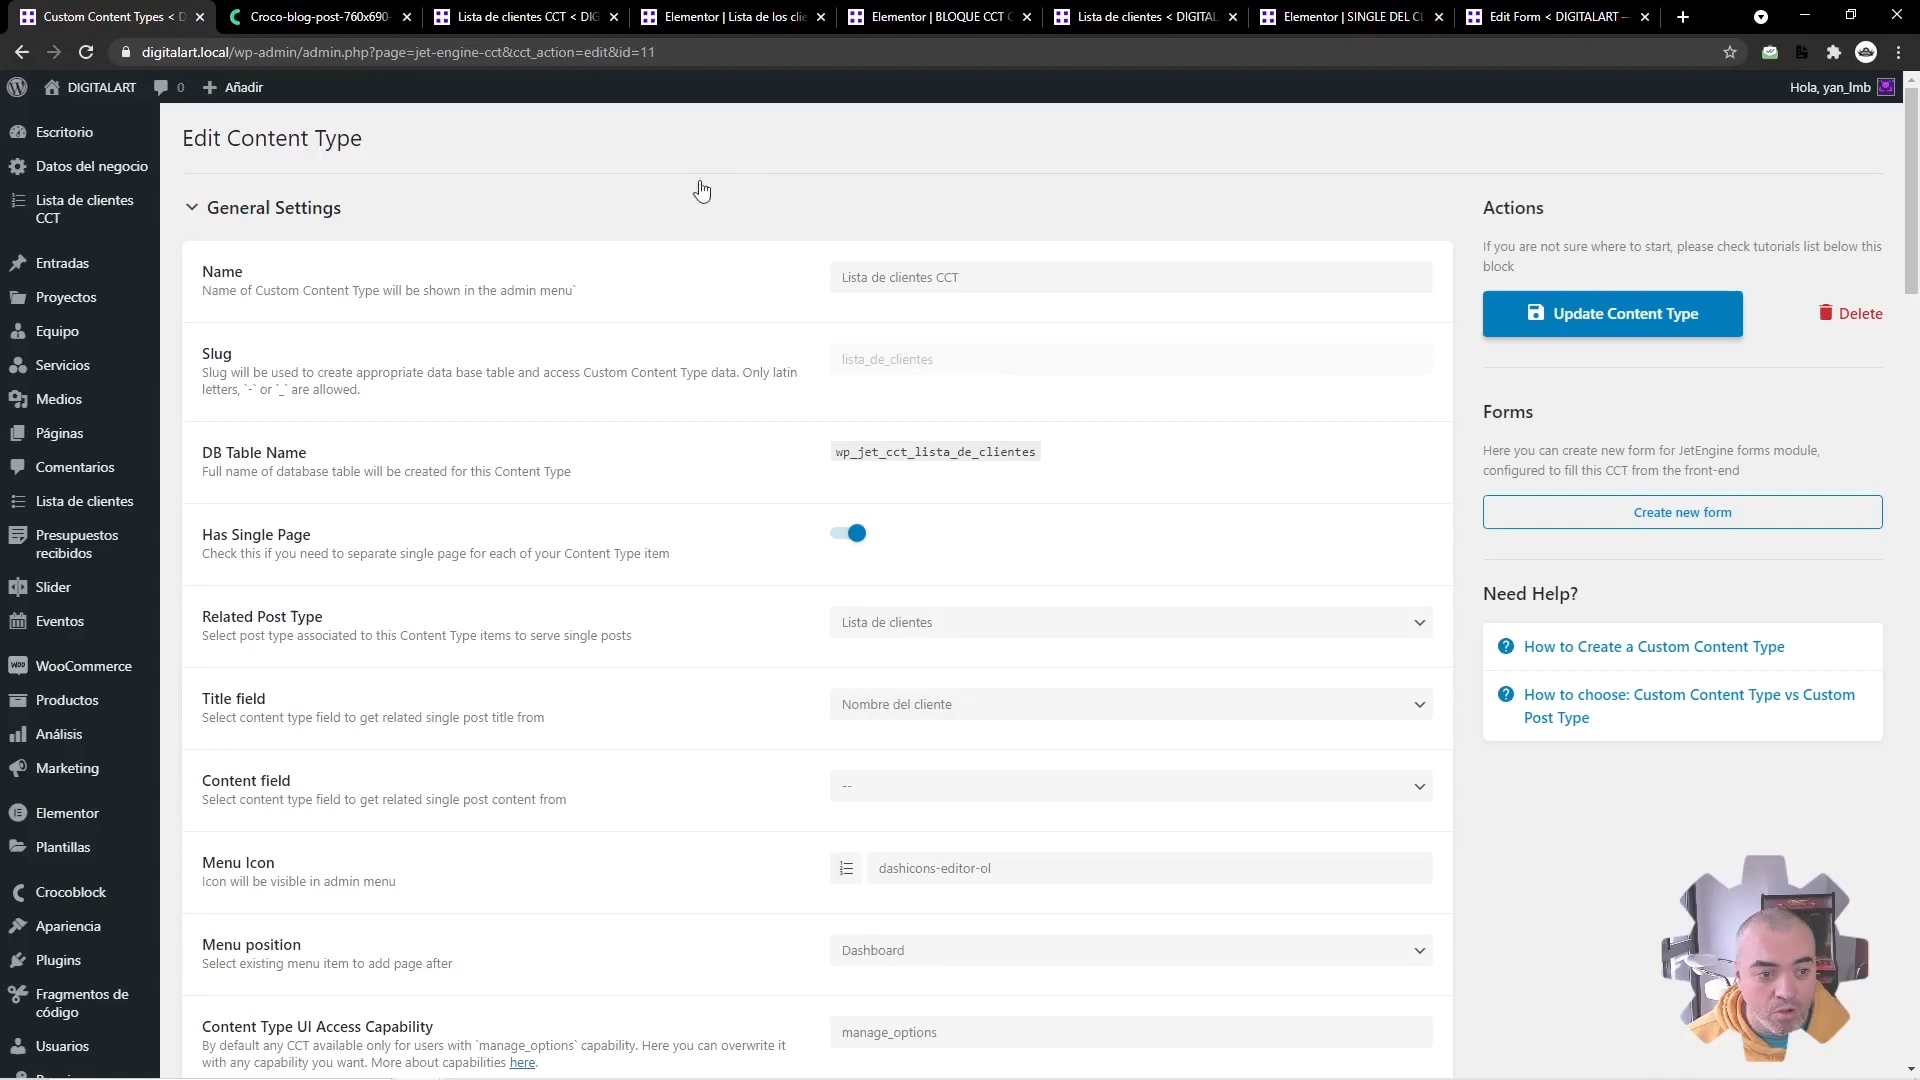 Custom Content Types < D
Croco-blog-post-760x690-
Lista de clientes CCT < DIG
Elementor | Lista de los clie
Elementor | BLOQUE CCT C
Lista de clientes < DIGITAL
Elementor | SINGLE DEL CL
Edit Form < DIGITALART —
digitalart.local/wp-admin/admin.php?page=jet-engine-cct&cct_action=edit&id=11
DIGITALART
0
Añadir
Hola, yan_lmb
Escritorio
Datos del negocio
Lista de clientes
CCT
Entradas
Proyectos
Equipo
Servicios
Medios
Páginas
Comentarios
Lista de clientes
Presupuestos
recibidos
Slider
Eventos
WooCommerce
Productos
Análisis
Marketing
Elementor
Plantillas
Crocoblock
Apariencia
Plugins
Fragmentos de
código
Usuarios
Edit Content Type
General Settings
Name
Name of Custom Content Type will be shown in the admin menu`
Lista de clientes CCT
Slug
Slug will be used to create appropriate data base table and access Custom Content Type data. Only latin
letters, `-` or `_` are allowed.
lista_de_clientes
DB Table Name
Full name of database table will be created for this Content Type
wp_jet_cct_lista_de_clientes
Has Single Page
Check this if you need to separate single page for each of your Content Type item
Related Post Type
Select post type associated to this Content Type items to serve single posts
Lista de clientes
Title field
Select content type field to get related single post title from
Nombre del cliente
Content field
Select content type field to get related single post content from
--
Menu Icon
Icon will be visible in admin menu
dashicons-editor-ol
Menu position
Select existing menu item to add page after
Dashboard
Content Type UI Access Capability
By default any CCT available only for users with `manage_options` capability. Here you can overwrite it
with any capability you want. More about capabilities here.
manage_options
Actions
If you are not sure where to start, please check tutorials list below this
block
Update Content Type
Delete
Forms
Here you can create new form for JetEngine forms module,
configured to fill this CCT from the front-end
Create new form
Need Help?
How to Create a Custom Content Type
How to choose: Custom Content Type vs Custom
Post Type